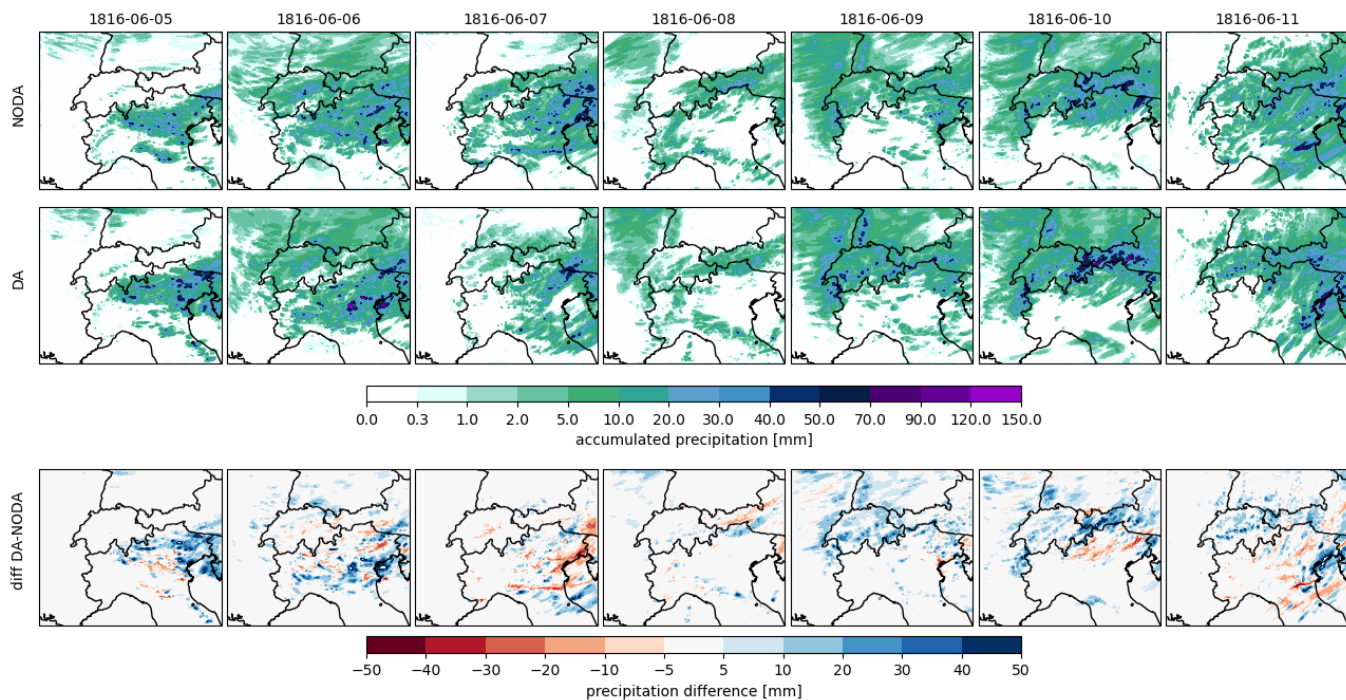 1816-06-05 1816-06-06 1816-06-07 1816-06-08 1816-06-09 1816-06-10 1816-06-11
NODA
DA
0.0 0.3 1.0 2.0 5.0 10.0 20.0 30.0 40.0 50.0 70.0 90.0 120.0 150.0
accumulated precipitation [mm]
diff DA-NODA
−50 −40 −30 −20 −10 −5 5 10 20 30 40 50
precipitation difference [mm]